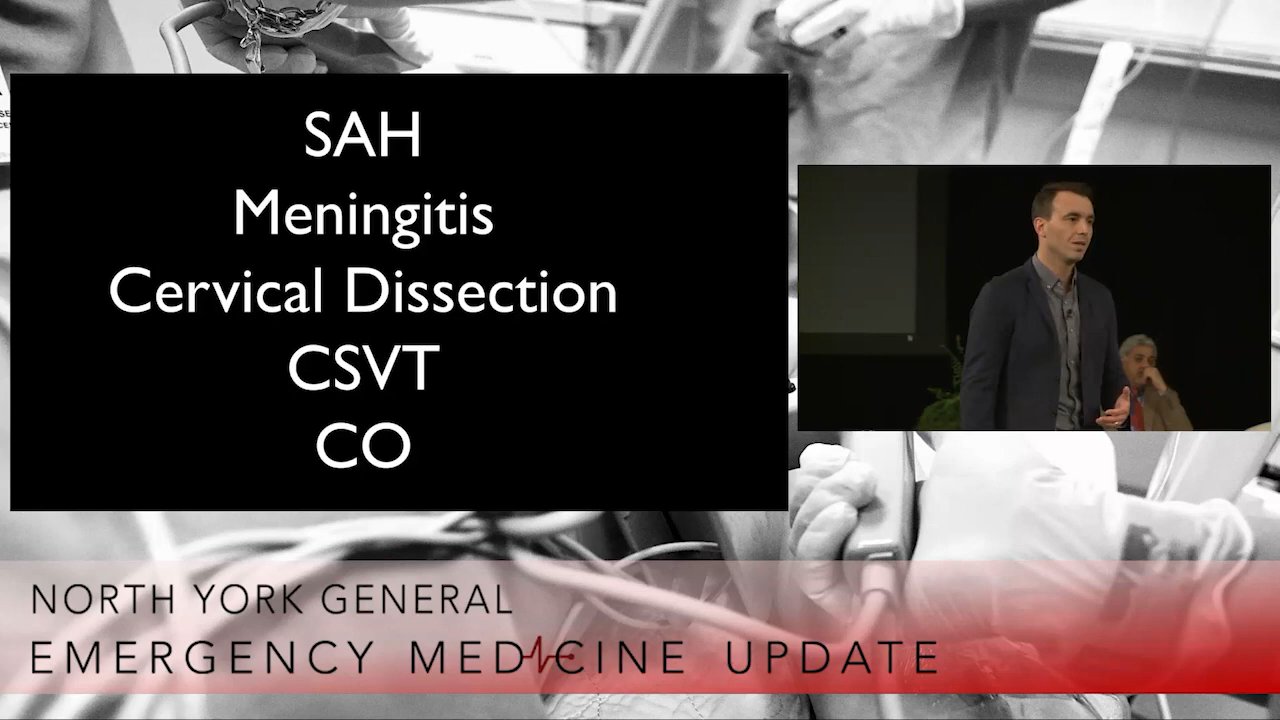 SAH
Meningitis
Cervical Dissection
CSVT
CO
NORTH YORK GENERAL
EMERGENCY MEDICINE UPDATE